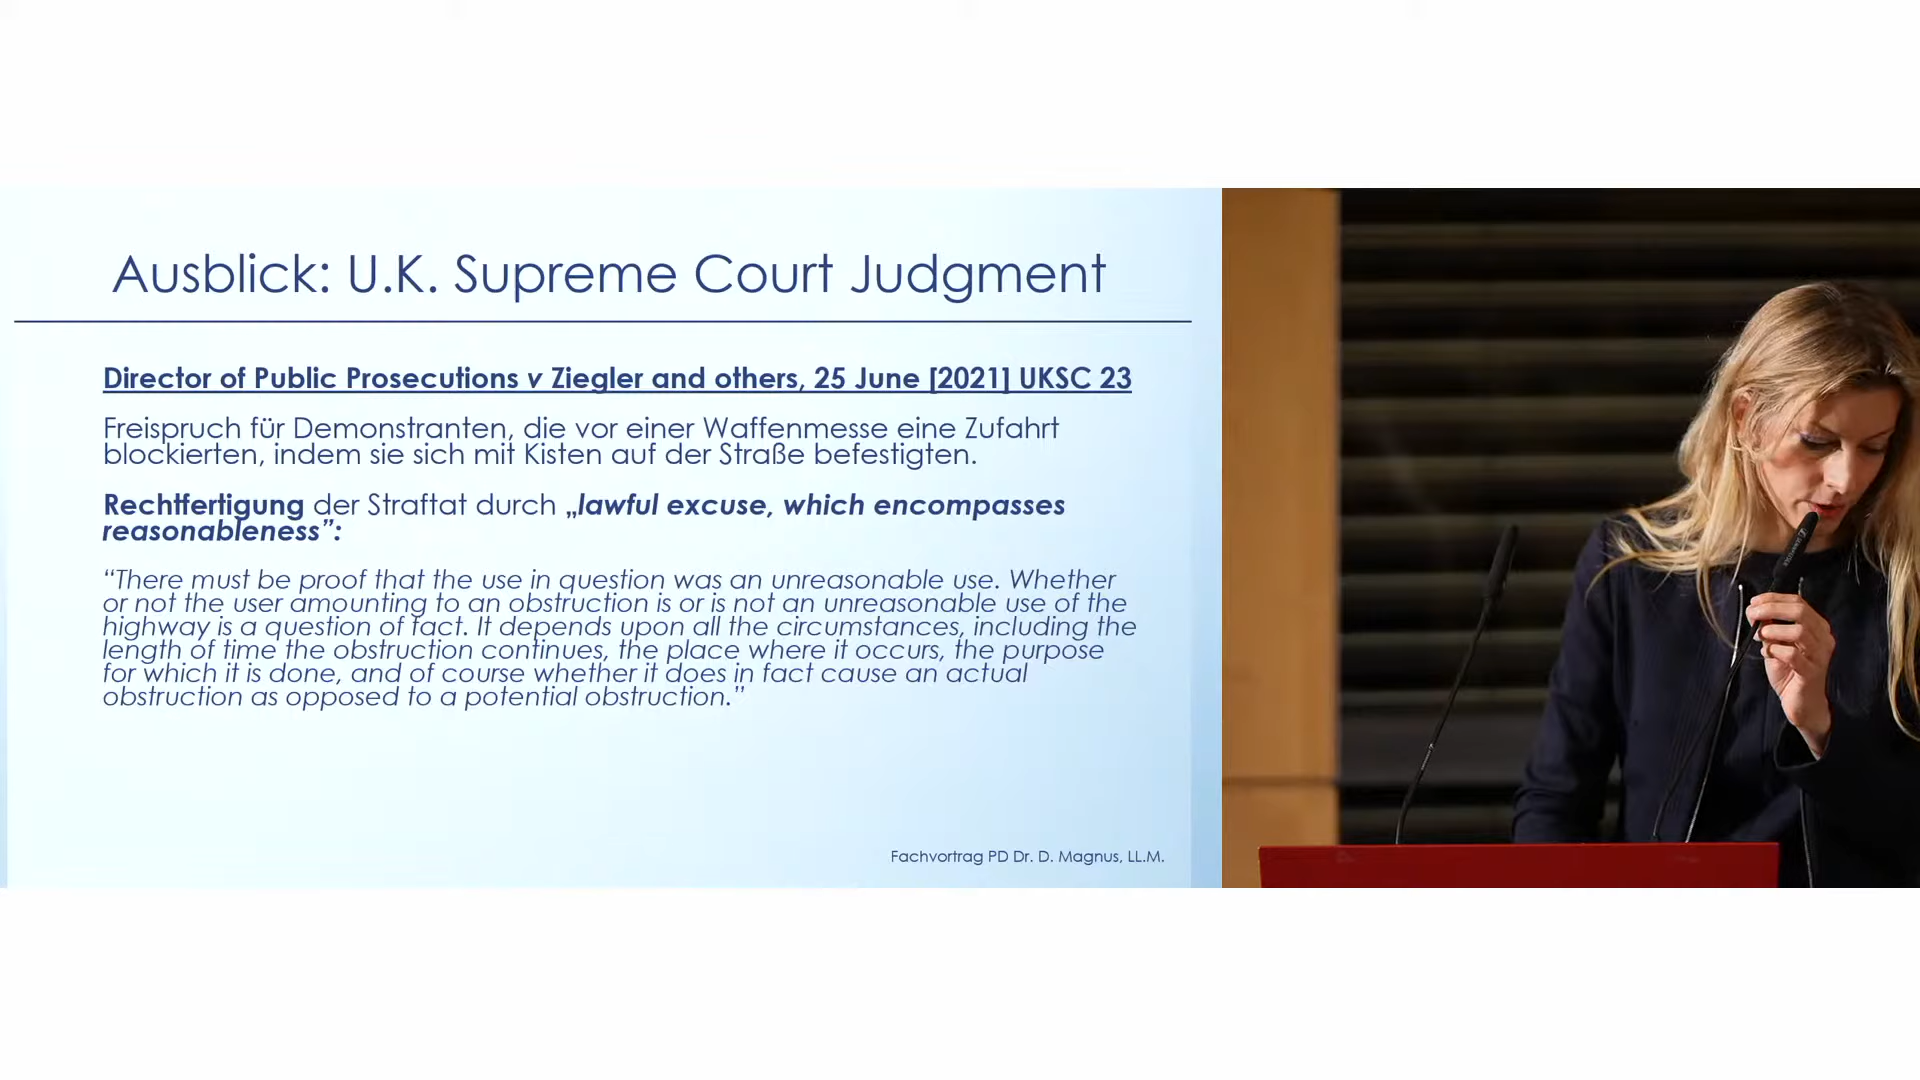 Ausblick: U.K. Supreme Court Judgment
Director of Public Prosecutions v Ziegler and others, 25 June [2021] UKSC 23
Freispruch für Demonstranten, die vor einer Waffenmesse eine Zufahrt
blockierten, indem sie sich mit Kisten auf der Straße befestigten.
Rechtfertigung der Straftat durch „lawful excuse, which encompasses
reasonableness”:
“There must be proof that the use in question was an unreasonable use. Whether
or not the user amounting to an obstruction is or is not an unreasonable use of the
highway is a question of fact. It depends upon all the circumstances, including the
length of time the obstruction continues, the place where it occurs, the purpose
for which it is done, and of course whether it does in fact cause an actual
obstruction as opposed to a potential obstruction.”
Fachvortrag PD Dr. D. Magnus, LL.M.